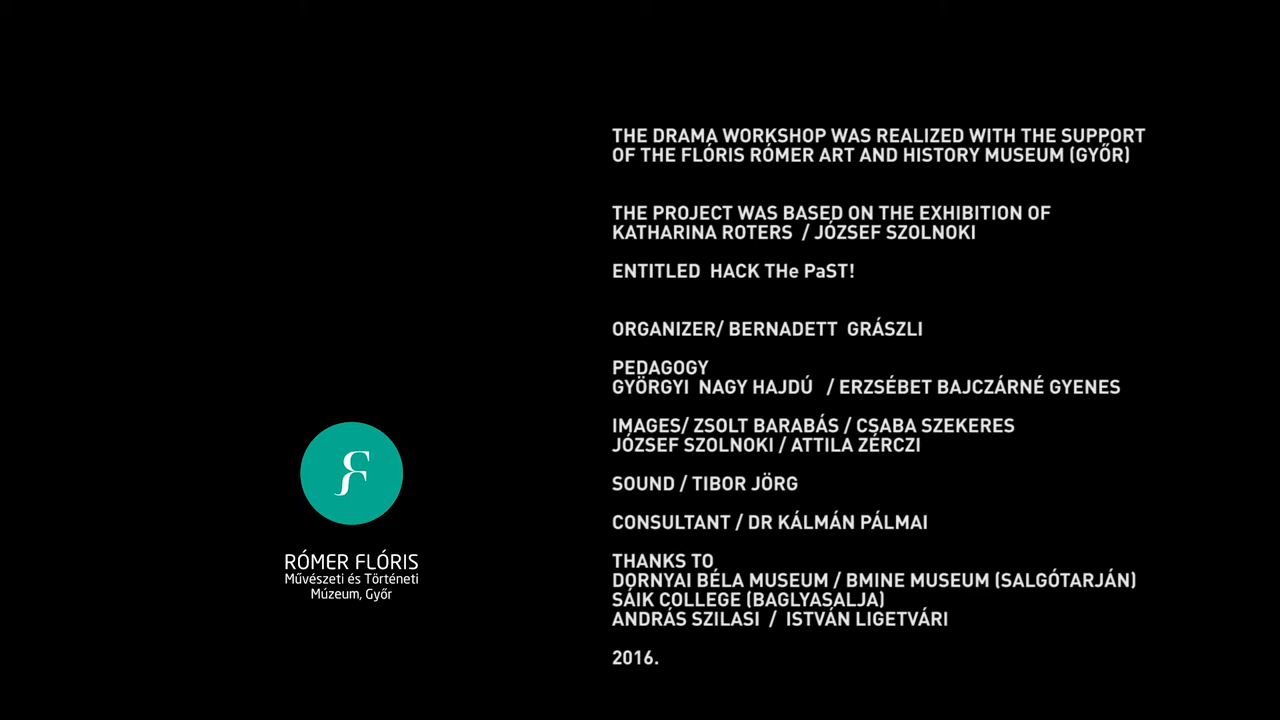 THE DRAMA WORKSHOP WAS REALIZED WITH THE SUPPORT
OF THE FLÓRIS RÓMER ART AND HISTORY MUSEUM (GYŐR)
THE PROJECT WAS BASED ON THE EXHIBITION OF
KATHARINA ROTERS / JÓZSEF SZOLNOKI
ENTITLED HACK THe PaST!
ORGANIZER/ BERNADETT GRÁSZLI
PEDAGOGY
GYÖRGYI NAGY HAJDÚ / ERZSÉBET BAJCZÁRNÉ GYENES
IMAGES/ ZSOLT BARABÁS / CSABA SZEKERES
JÓZSEF SZOLNOKI / ATTILA ZÉRCZI
SOUND / TIBOR JÖRG
CONSULTANT / DR KÁLMÁN PÁLMAI
THANKS TO
DORNYAI BÉLA MUSEUM / BMINE MUSEUM (SALGÓTARJÁN)
SÁIK COLLEGE (BAGLYASALJA)
ANDRÁS SZILASI / ISTVÁN LIGETVÁRI
2016.
RÓMER FLÓRIS
Művészeti és Történeti
Múzeum, Győr